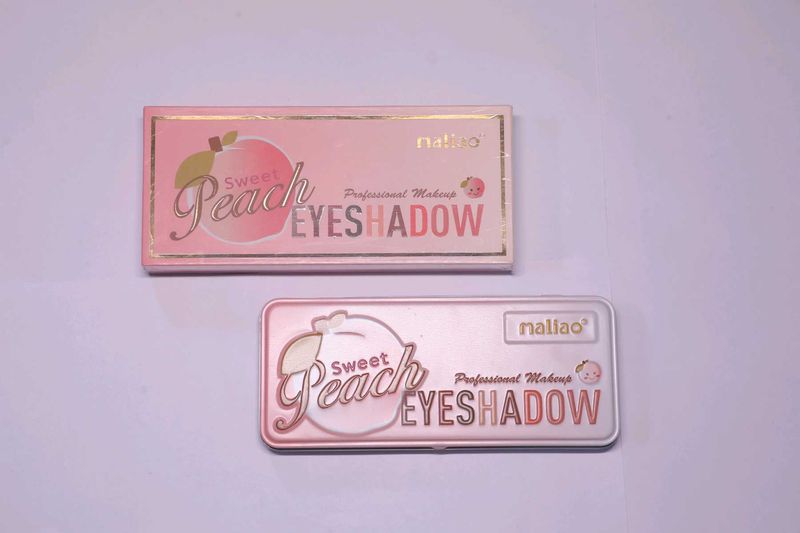 maliao
Sweet
Peach
Professional Makeup
EYESHADOW
maliao
Sweet
Peach
Professional Makeup
EYESHADOW